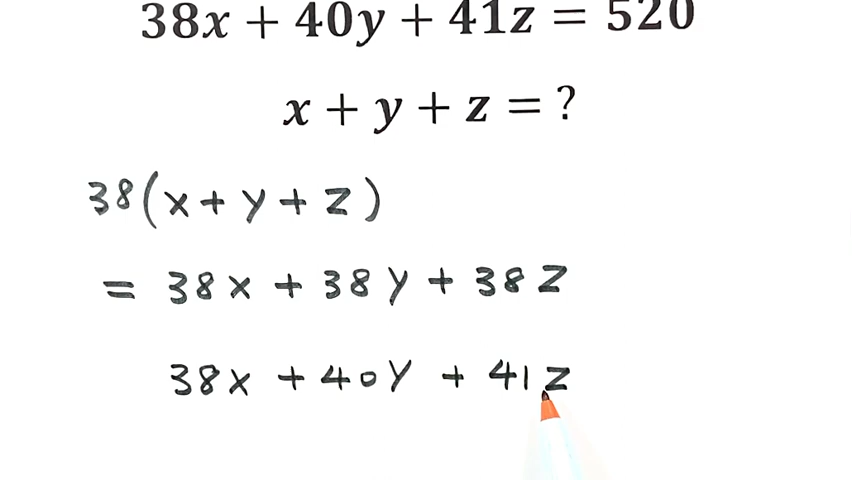 38x + 40y + 41z = 520
x + y + z = ?
38(x + y + z)
= 38x + 38y + 38z
38x + 40y + 41z